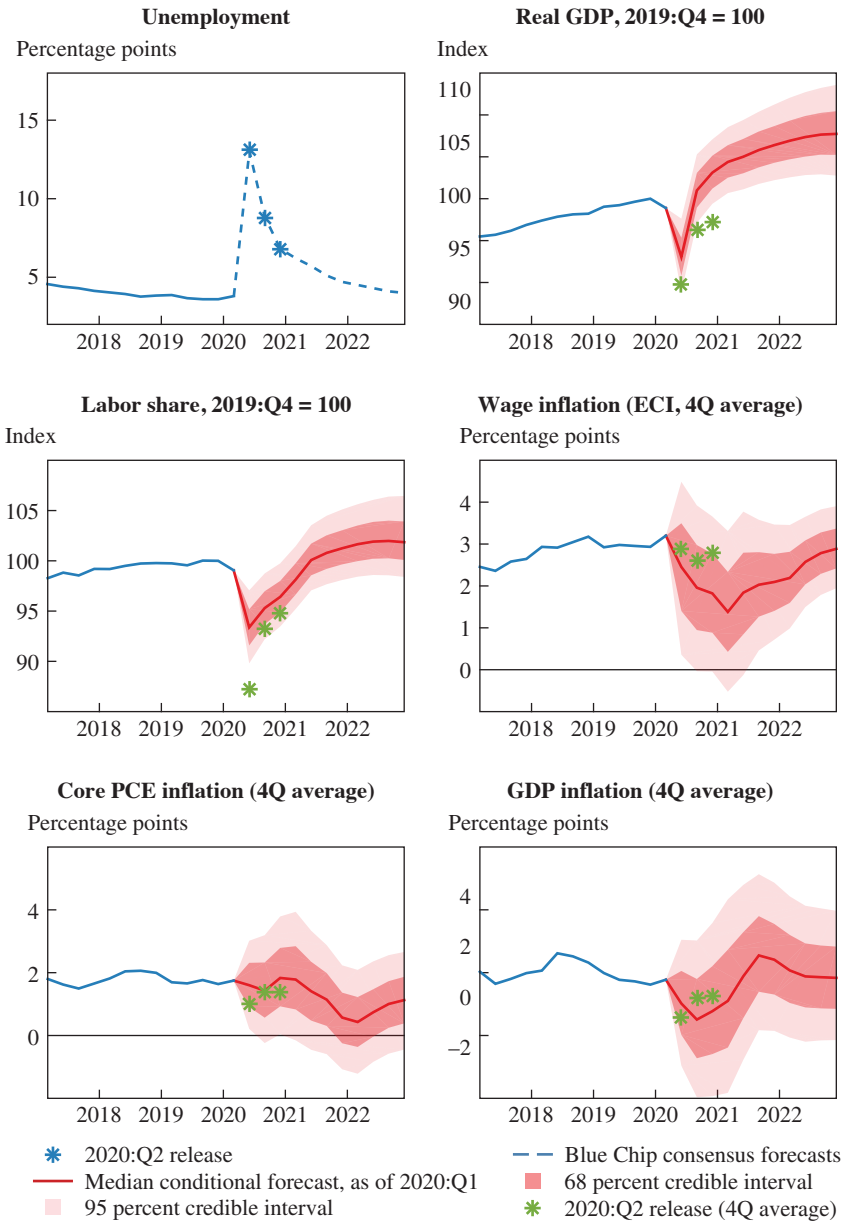 Unemployment
Percentage points
15
10
5
2018 2019 2020 2021 2022
Real GDP, 2019:Q4 = 100
Index
110
105
100
95
90
2018 2019 2020 2021 2022
Labor share, 2019:Q4 = 100
Index
105
100
95
90
2018 2019 2020 2021 2022
Wage inflation (ECI, 4Q average)
Percentage points
4
3
2
1
0
2018 2019 2020 2021 2022
Core PCE inflation (4Q average)
Percentage points
4
2
0
2018 2019 2020 2021 2022
GDP inflation (4Q average)
Percentage points
4
2
0
–2
2018 2019 2020 2021 2022
2020:Q2 release
Median conditional forecast, as of 2020:Q1
95 percent credible interval
Blue Chip consensus forecasts
68 percent credible interval
2020:Q2 release (4Q average)